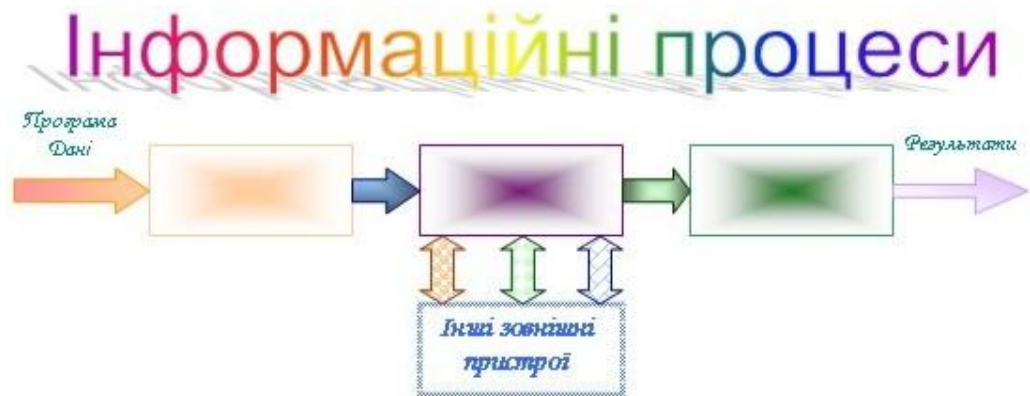 Інформаційні процеси
Програма
Дані
Результати
Інші зовнішні
пристрої